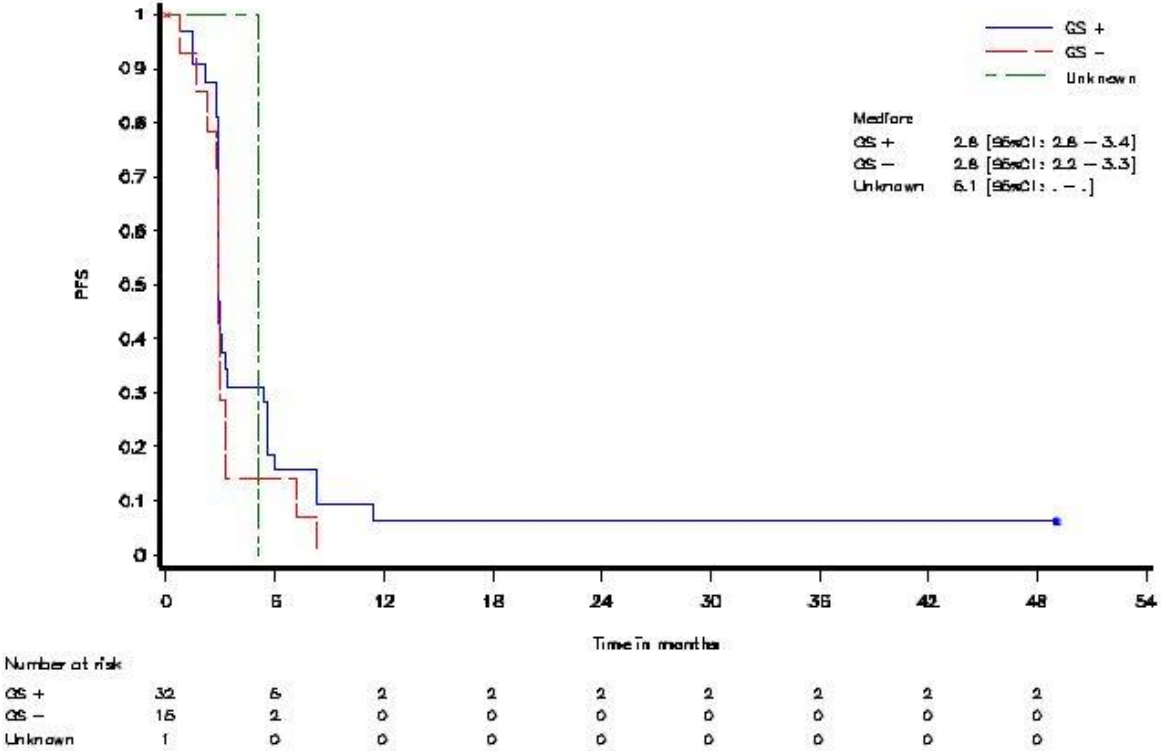 1
0.9
0.8
0.7
0.6
0.5
0.4
0.3
0.2
0.1
0
PFS
GS +
GS -
Unknown
Medians
GS + 2.8 [95%CI: 2.8 - 3.4]
GS - 2.8 [95%CI: 2.2 - 3.3]
Unknown 5.1 [95%CI: . - .]
0 6 12 18 24 30 36 42 48 54
Time in months
Number at risk
GS + 32 5 2 2 2 2 2 2 2
GS - 15 2 0 0 0 0 0 0 0
Unknown 1 0 0 0 0 0 0 0 0